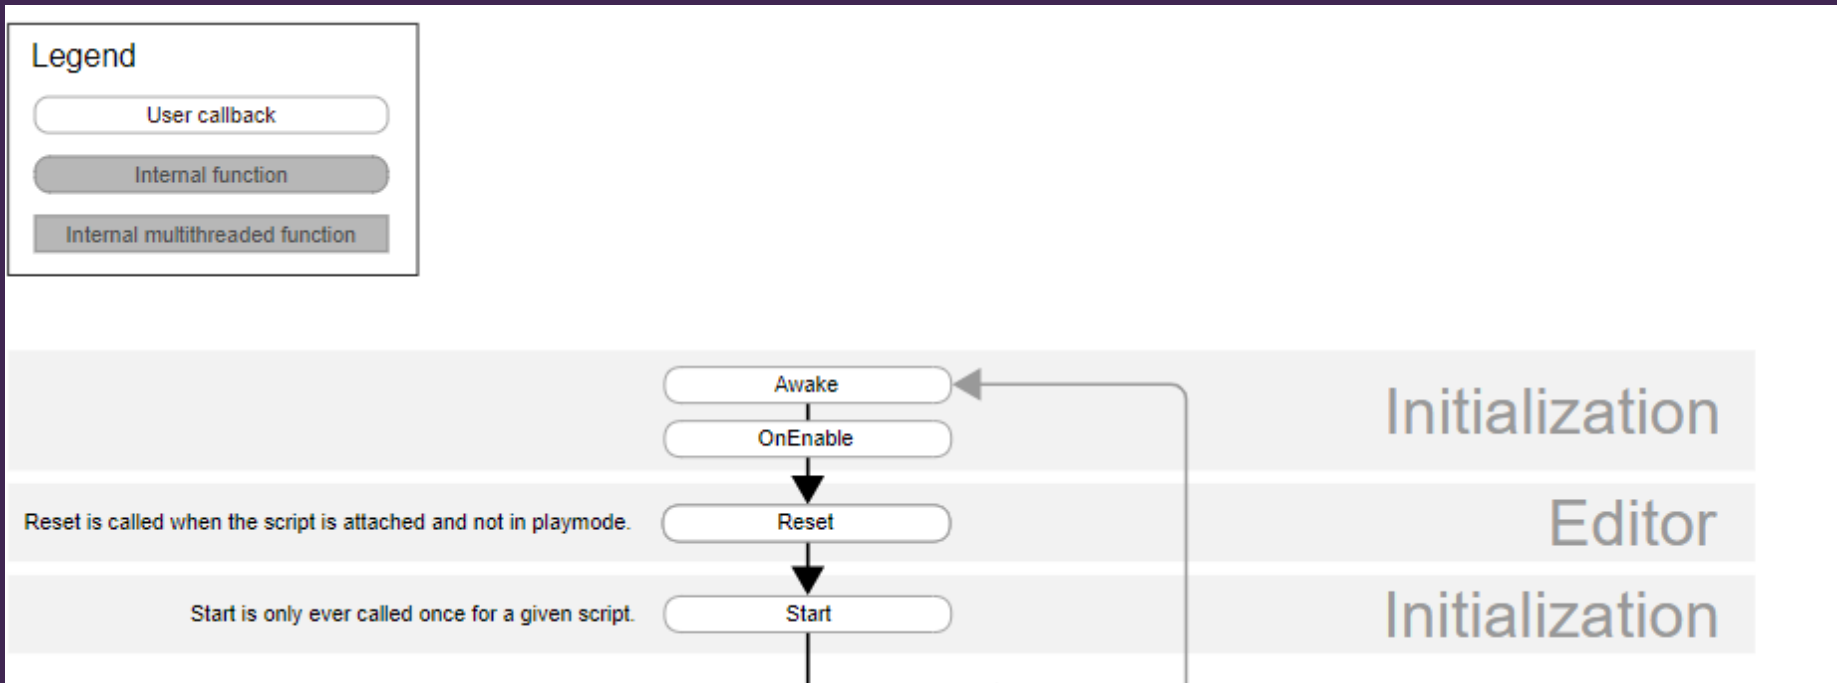 Legend
User callback
Internal function
Internal multithreaded function
Awake
OnEnable
Initialization
Reset is called when the script is attached and not in playmode.
Reset
Editor
Start is only ever called once for a given script.
Start
Initialization